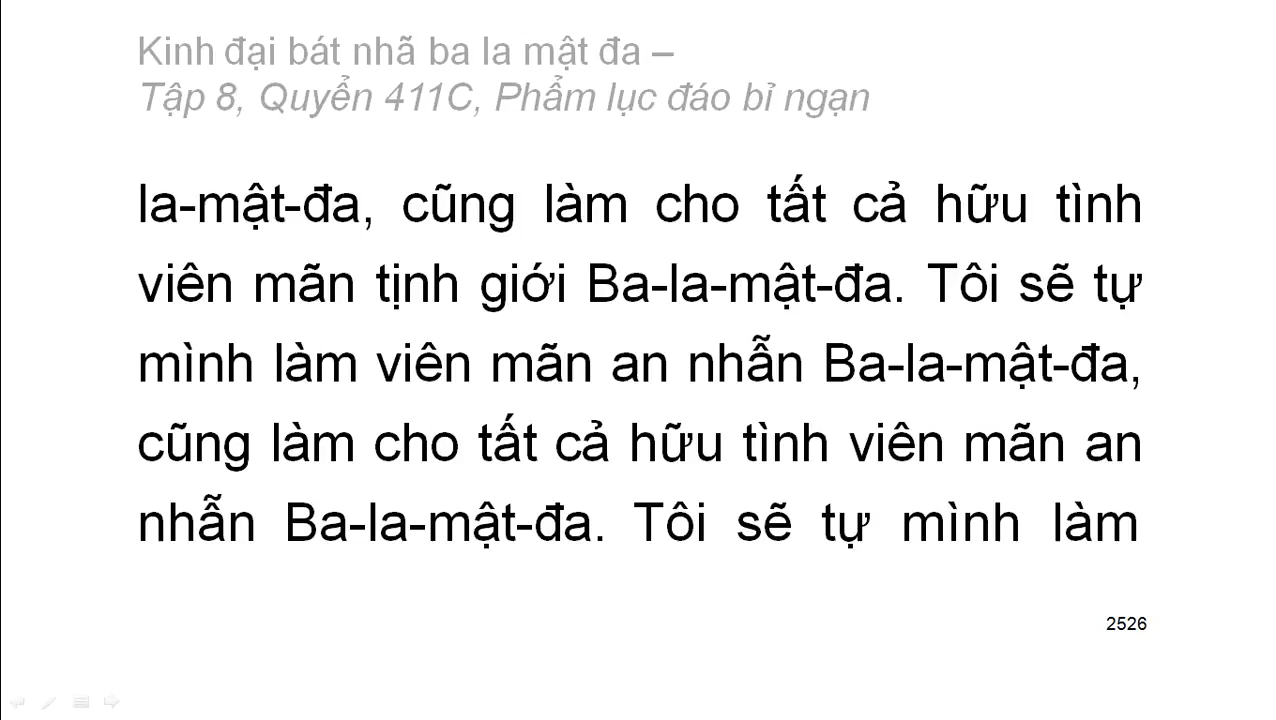 Kinh đại bát nhã ba la mật đa –
Tập 8, Quyển 411C, Phẩm lục đáo bỉ ngạn
la-mật-đa, cũng làm cho tất cả hữu tình
viên mãn tịnh giới Ba-la-mật-đa. Tôi sẽ tự
mình làm viên mãn an nhẫn Ba-la-mật-đa,
cũng làm cho tất cả hữu tình viên mãn an
nhẫn Ba-la-mật-đa. Tôi sẽ tự mình làm
2526